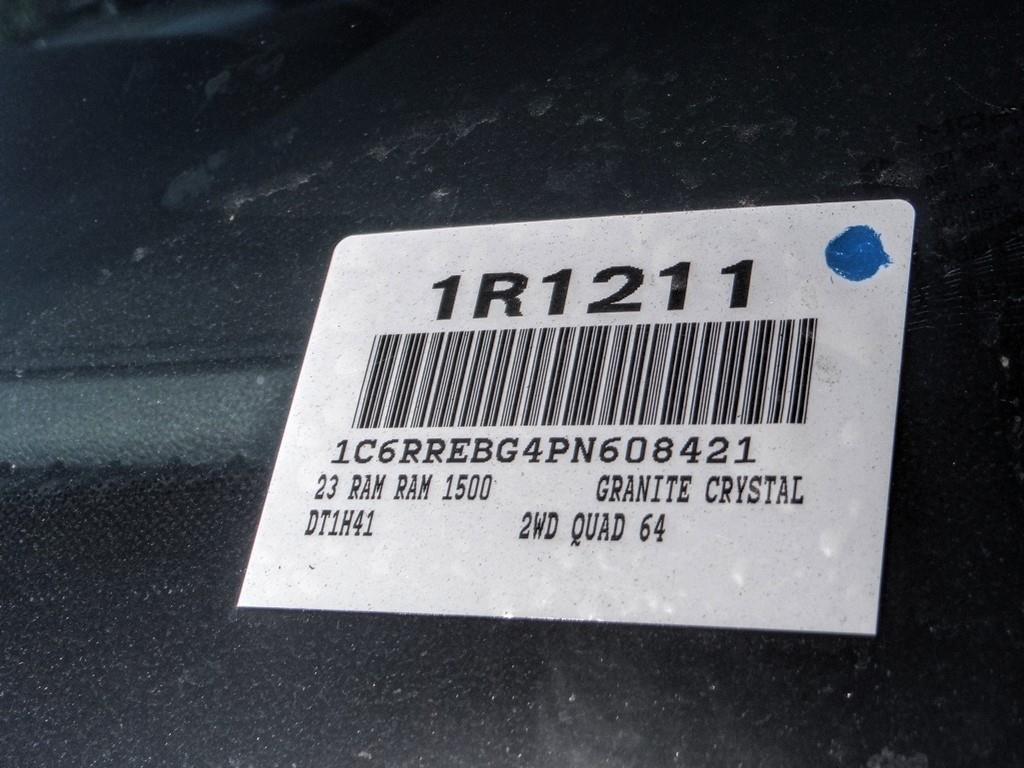 1R1211
1C6RREBG4PN608421
23 RAM RAM 1500 GRANITE CRYSTAL
DT1H41 2WD QUAD 64